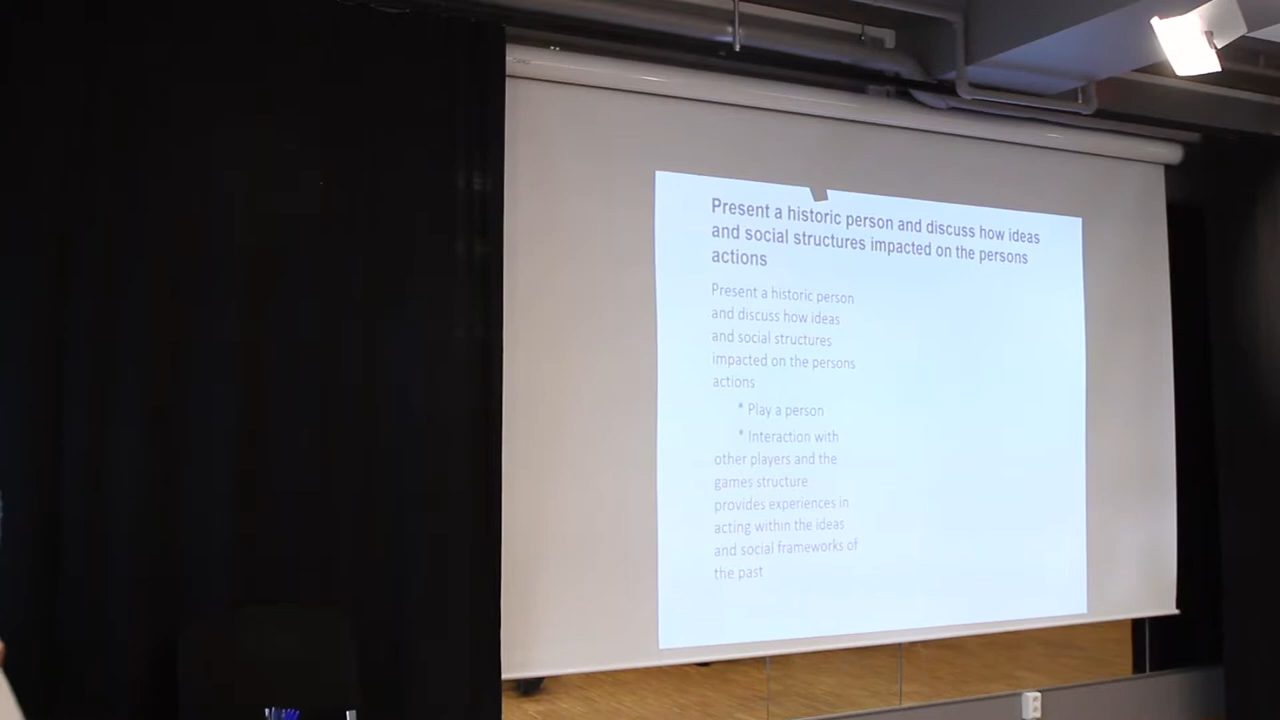 Present a historic person and discuss how ideas
and social structures impacted on the persons
actions
Present a historic person
and discuss how ideas
and social structures
impacted on the persons
actions
* Play a person
* Interaction with
other players and the
games structure
provides experiences in
acting within the ideas
and social frameworks of
the past